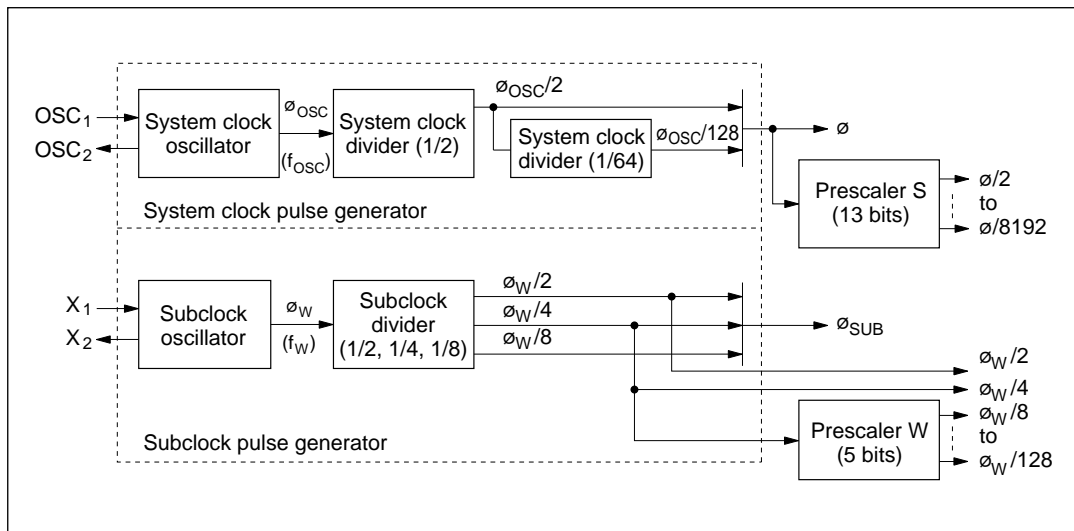 OSC1
OSC2
System clock
oscillator
øOSC
(fOSC)
System clock
divider (1/2)
øOSC/2
System clock
divider (1/64)
øOSC/128
ø
Prescaler S
(13 bits)
ø/2
to
ø/8192
System clock pulse generator
X1
X2
Subclock
oscillator
øW
(fW)
Subclock
divider
(1/2, 1/4, 1/8)
øW/2
øW/4
øW/8
øSUB
øW/2
øW/4
Prescaler W
(5 bits)
øW/8
to
øW/128
Subclock pulse generator